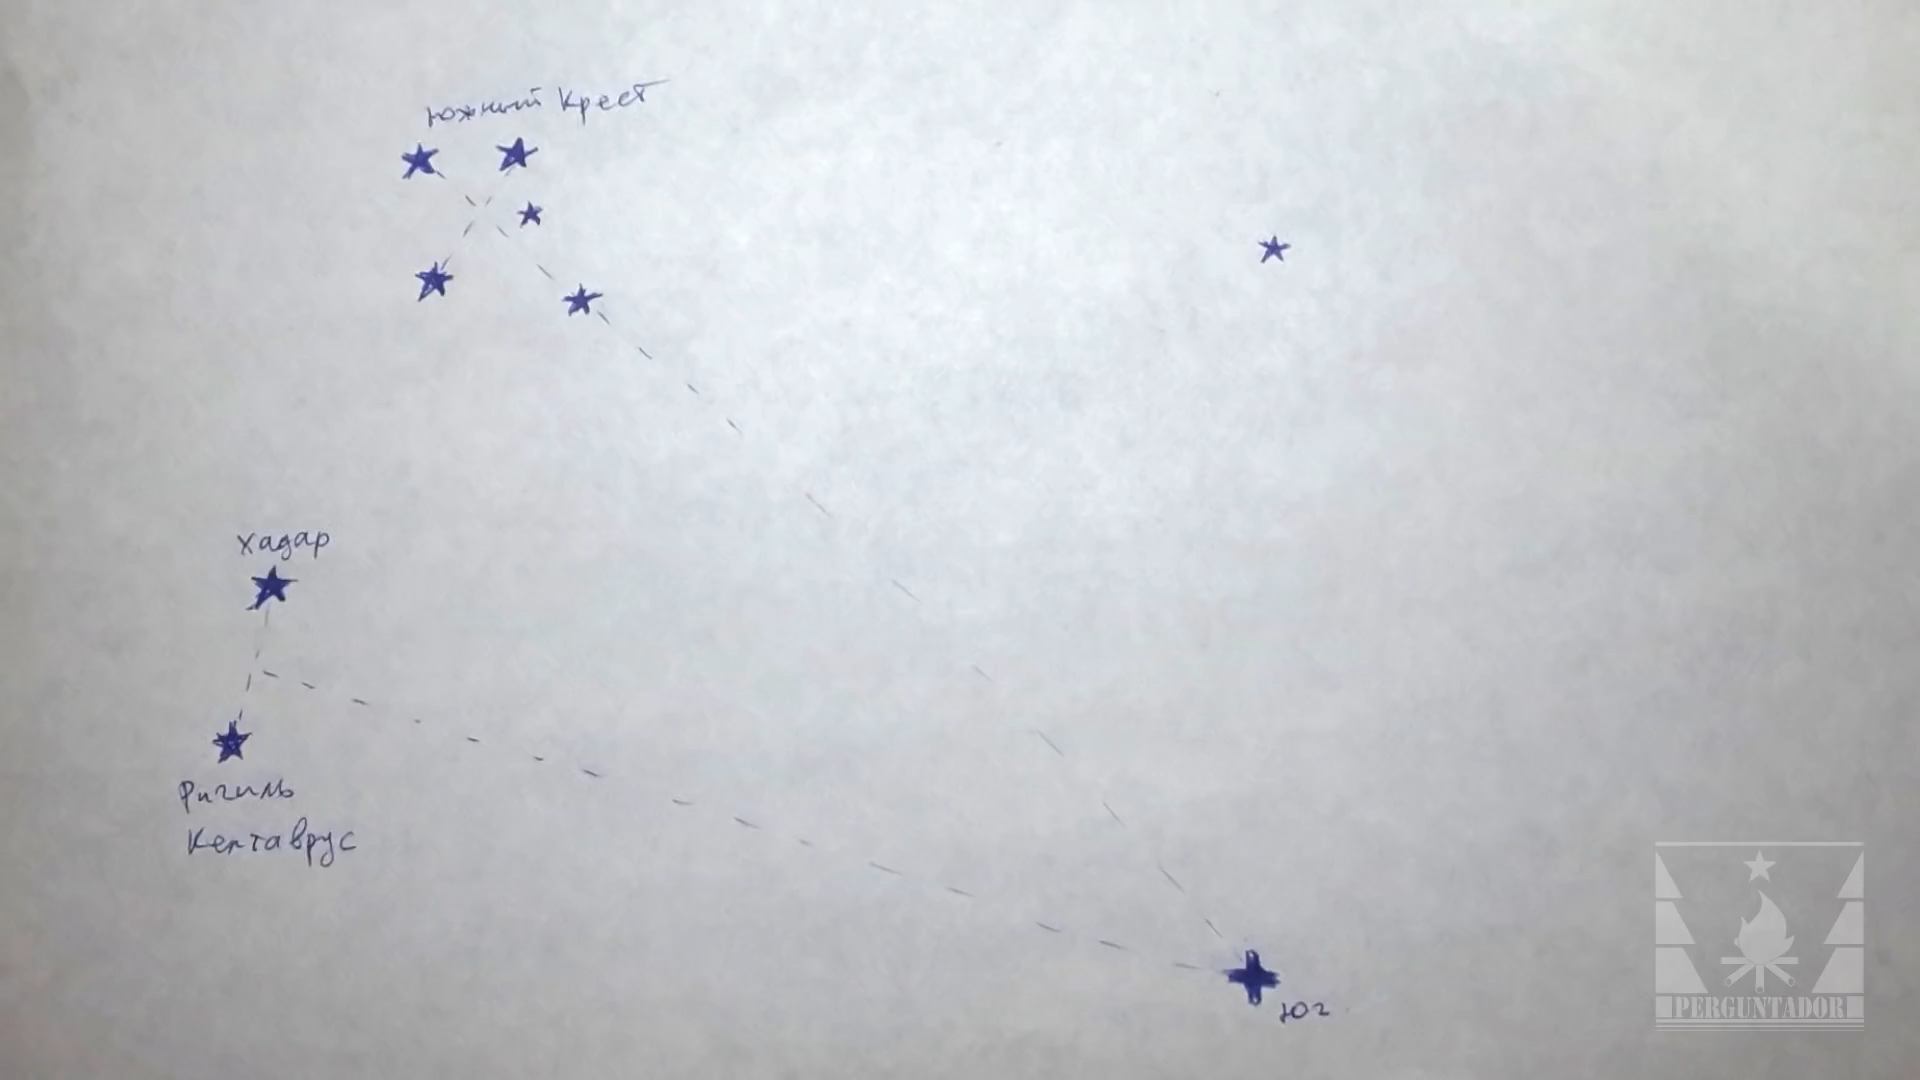 Южный Крест
Хадар
Ригиль
Кентаврус
Юг
PERGUNTADOR